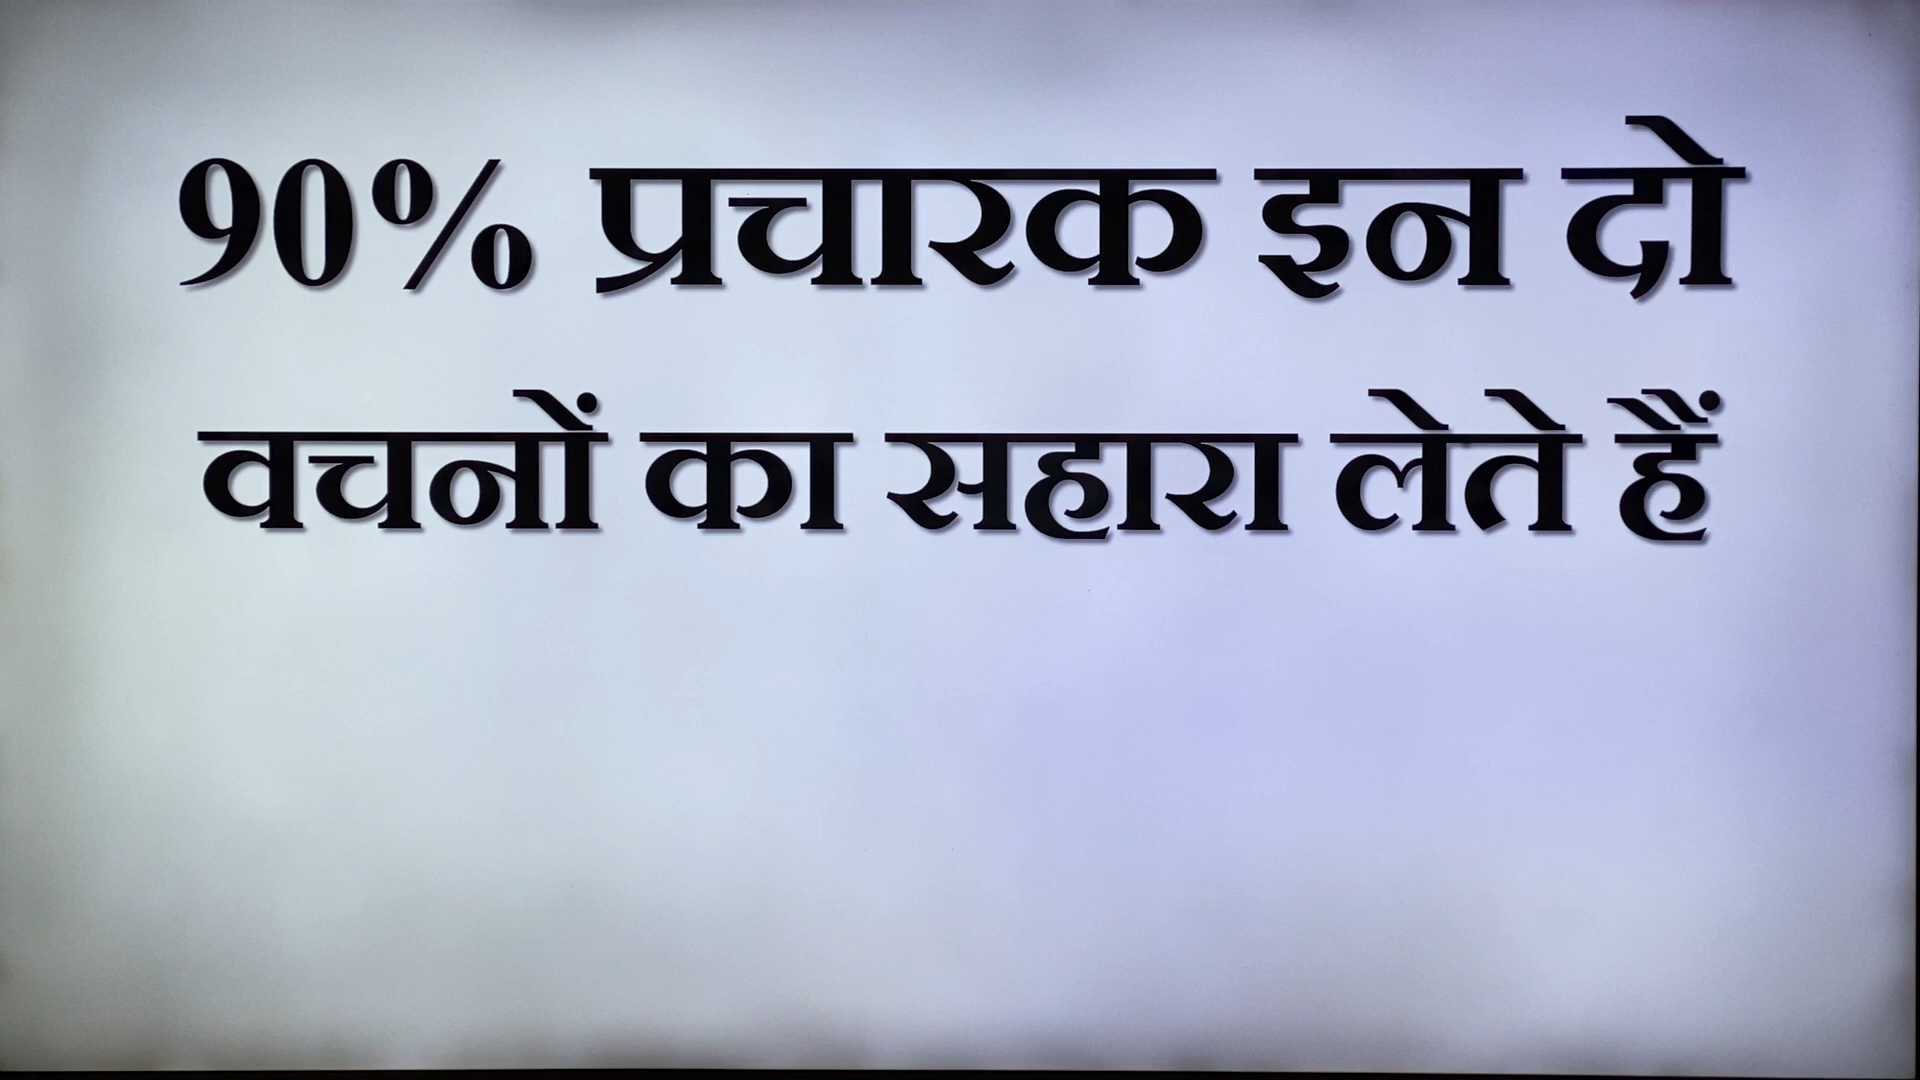 90% प्रचारक इन दो
वचनों का सहारा लेते हैं